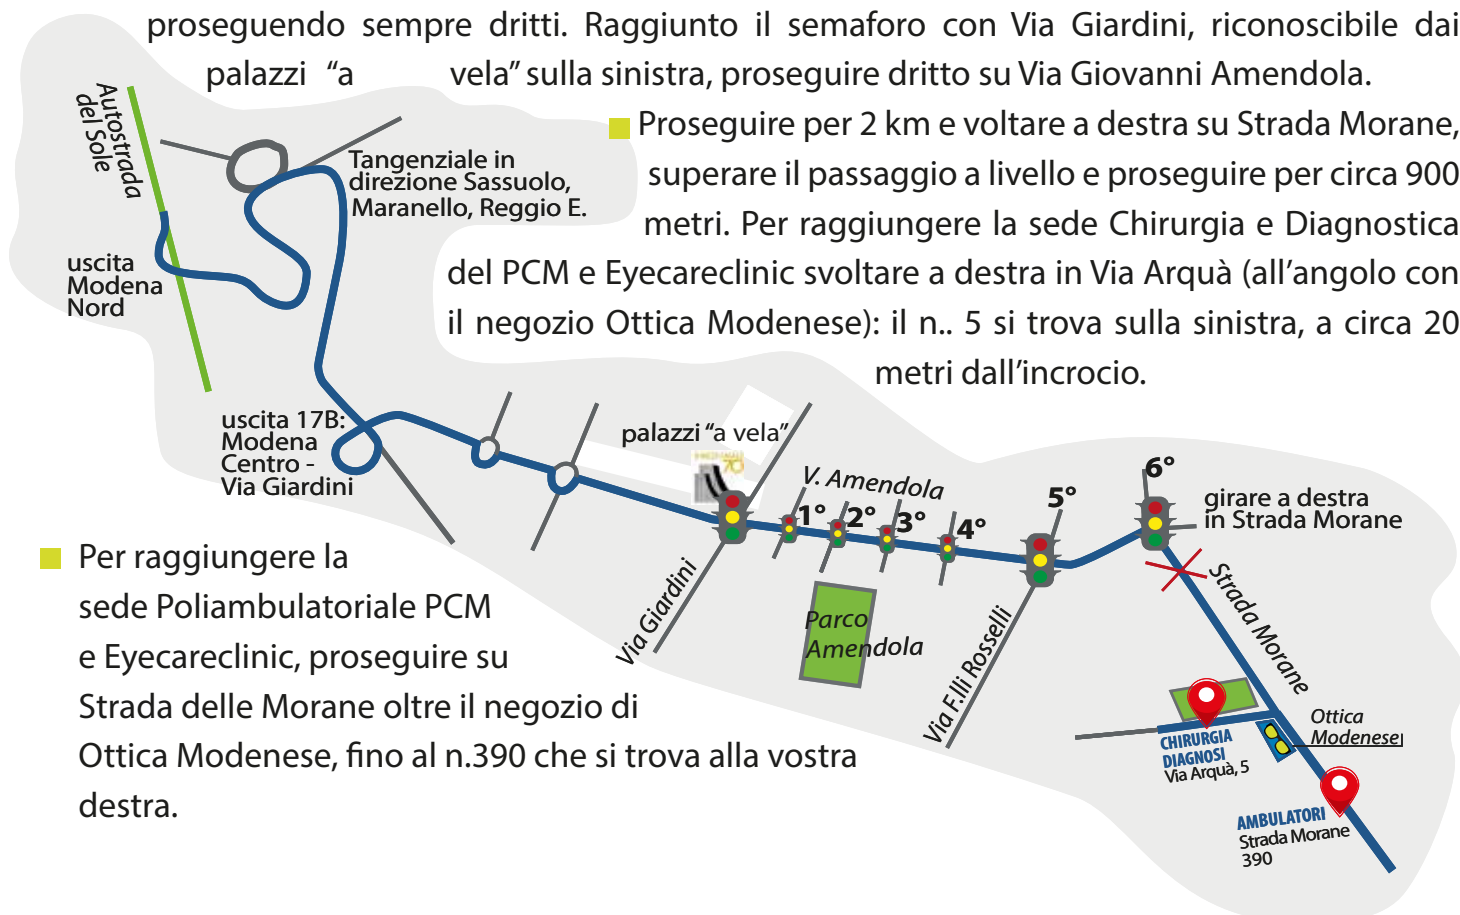 proseguendo sempre dritti. Raggiunto il semaforo con Via Giardini, riconoscibile dai
palazzi “a vela” sulla sinistra, proseguire dritto su Via Giovanni Amendola.
Proseguire per 2 km e voltare a destra su Strada Morane,
superare il passaggio a livello e proseguire per circa 900
metri. Per raggiungere la sede Chirurgia e Diagnostica
del PCM e Eyecareclinic svoltare a destra in Via Arquà (all’angolo con
il negozio Ottica Modenese): il n.. 5 si trova sulla sinistra, a circa 20
metri dall’incrocio.
Autostrada
del Sole
Tangenziale in
direzione Sassuolo,
Maranello, Reggio E.
uscita
Modena
Nord
uscita 17B:
Modena
Centro -
Via Giardini
palazzi “a vela”
70
V. Amendola
1°
2°
3°
4°
5°
6°
girare a destra
in Strada Morane
Via Giardini
Parco
Amendola
Via F.lli Rosselli
Strada Morane
Ottica
Modenese
CHIRURGIA
DIAGNOSI
Via Arquà, 5
AMBULATORI
Strada Morane
390
Per raggiungere la
sede Poliambulatoriale PCM
e Eyecareclinic, proseguire su
Strada delle Morane oltre il negozio di
Ottica Modenese, fino al n.390 che si trova alla vostra
destra.